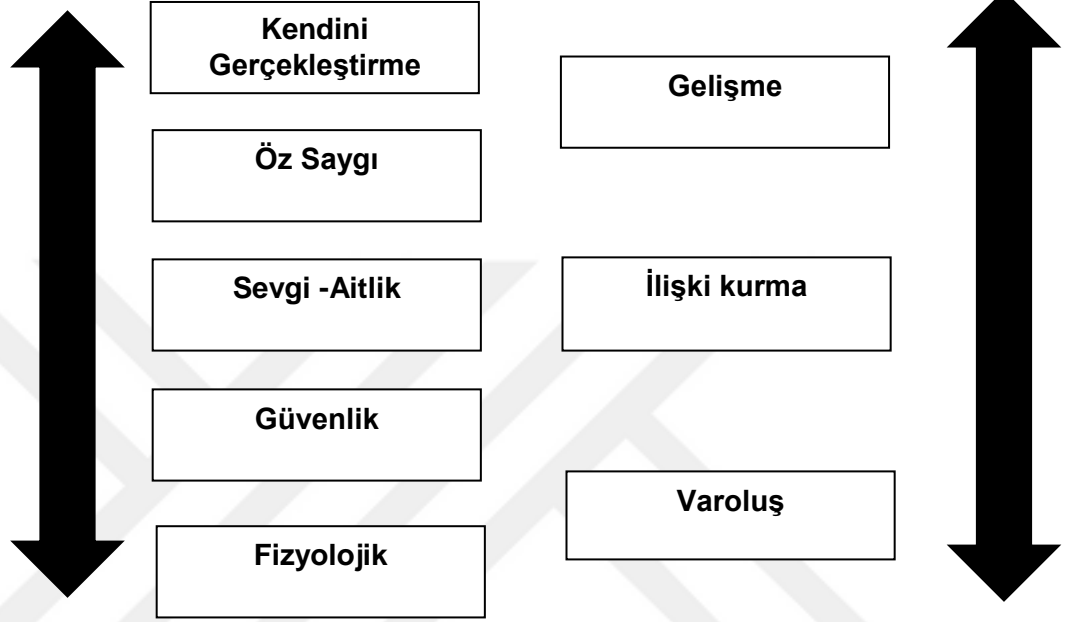 Kendini
Gerçekleştirme
Öz Saygı
Sevgi -Aitlik
Güvenlik
Fizyolojik
Gelişme
İlişki kurma
Varoluş